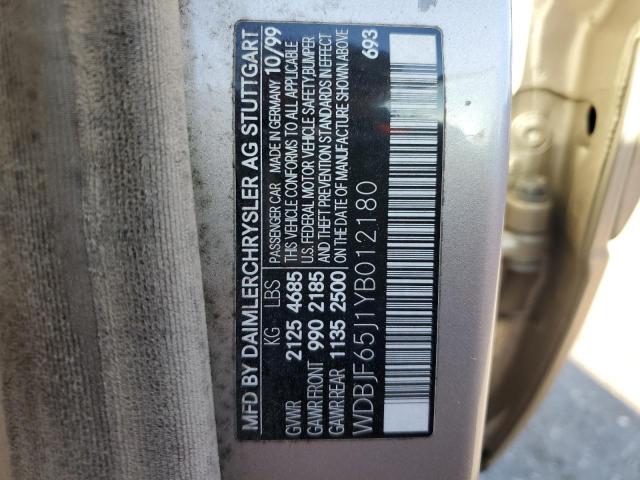 MFD BY DAIMLERCHRYSLER AG STUTTGART
KG LBS PASSENGER CAR MADE IN GERMANY 10/99
GVWR 2125 4685 THIS VEHICLE CONFORMS TO ALL APPLICABLE
U.S. FEDERAL MOTOR VEHICLE SAFETY,BUMPER
GAWR FRONT 990 2185 AND THEFT PREVENTION STANDARDS IN EFFECT
GAWR REAR 1135 2500 ON THE DATE OF MANUFACTURE SHOWN ABOVE
WDBJF65J1YB012180 693